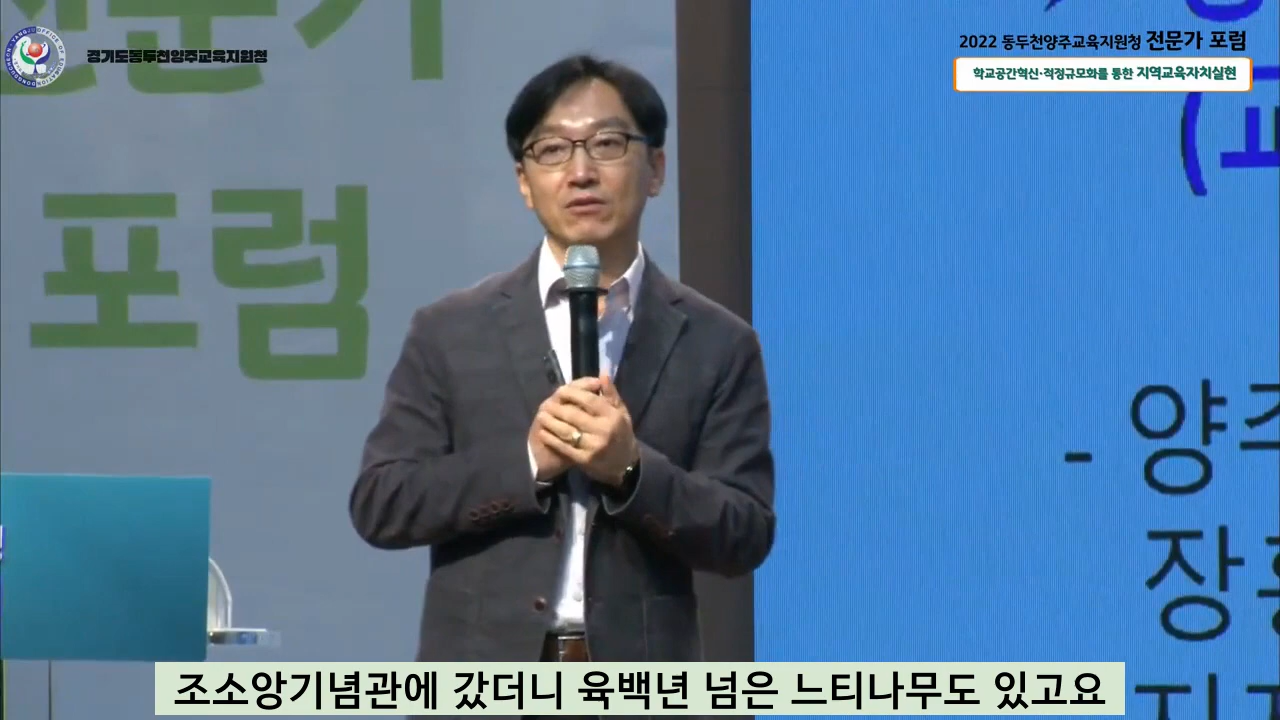 경기도동두천양주교육지원청
2022 동두천양주교육지원청 전문가 포럼
학교공간혁신·적정규모화를 통한 지역교육자치실현
전문가
포럼
- 양주
조소앙기념관에 갔더니 육백년 넘은 느티나무도 있고요